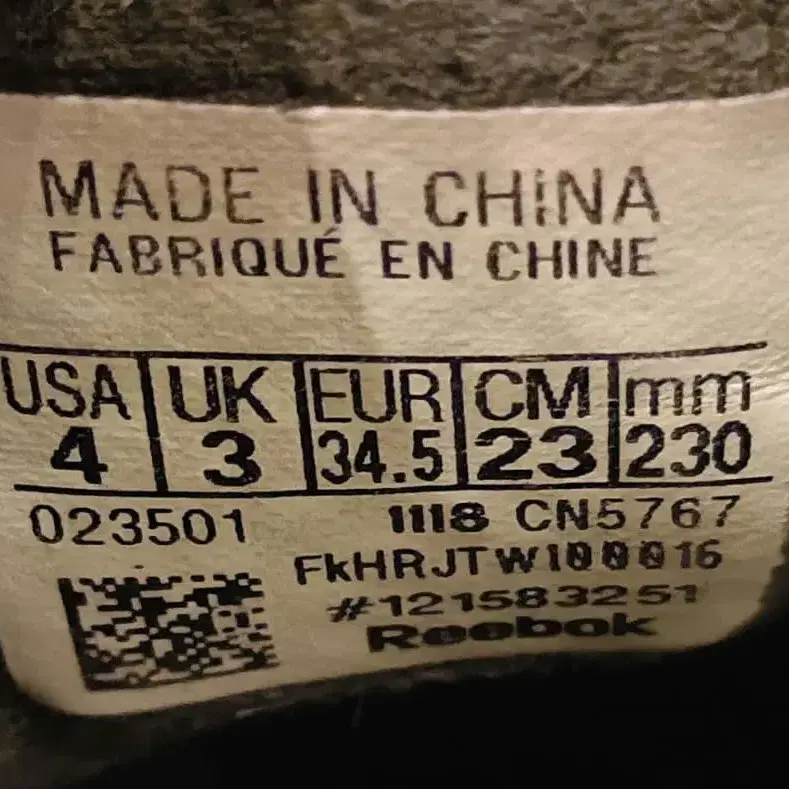 MADE IN CHINA
FABRIQUÉ EN CHINE
USA UK EUR CM mm
4 3 34.5 23 230
023501 1118 CN5767
FkHRJTW100016
#121583251
Reebok